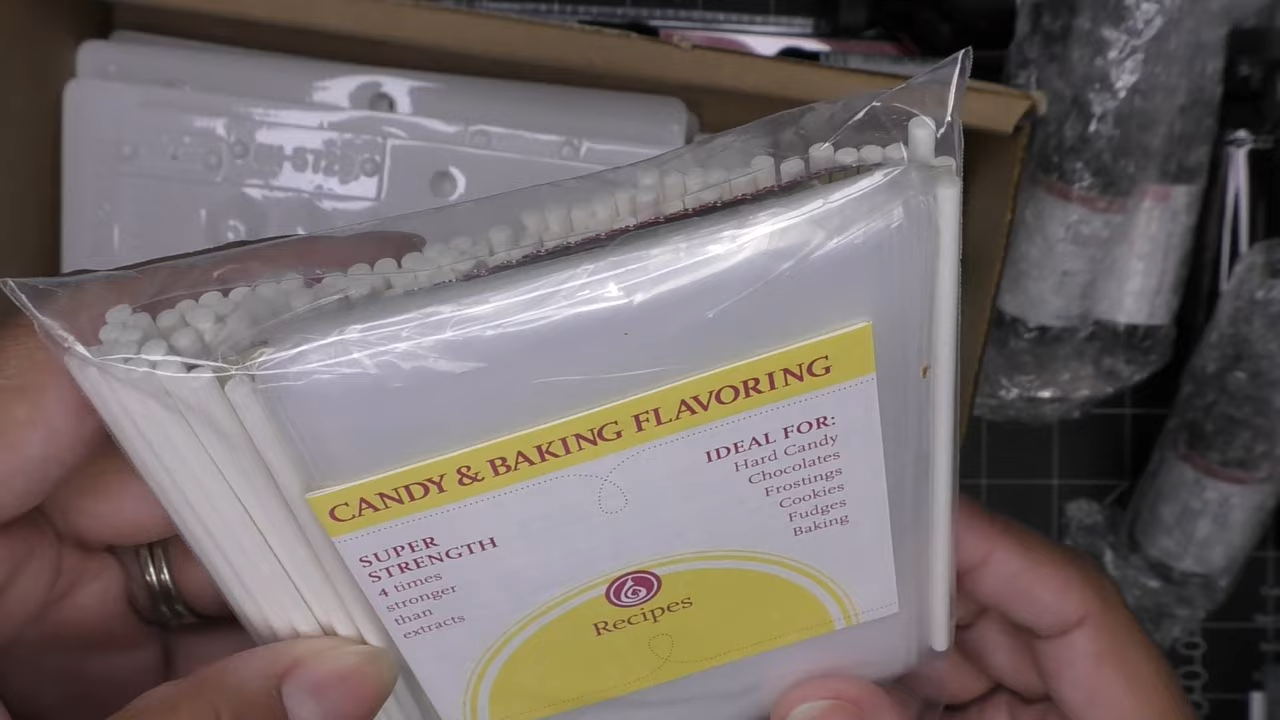 CANDY & BAKING FLAVORING
SUPER
STRENGTH
4 times
stronger
than
extracts
IDEAL FOR:
Hard Candy
Chocolates
Frostings
Cookies
Fudges
Baking
Recipes